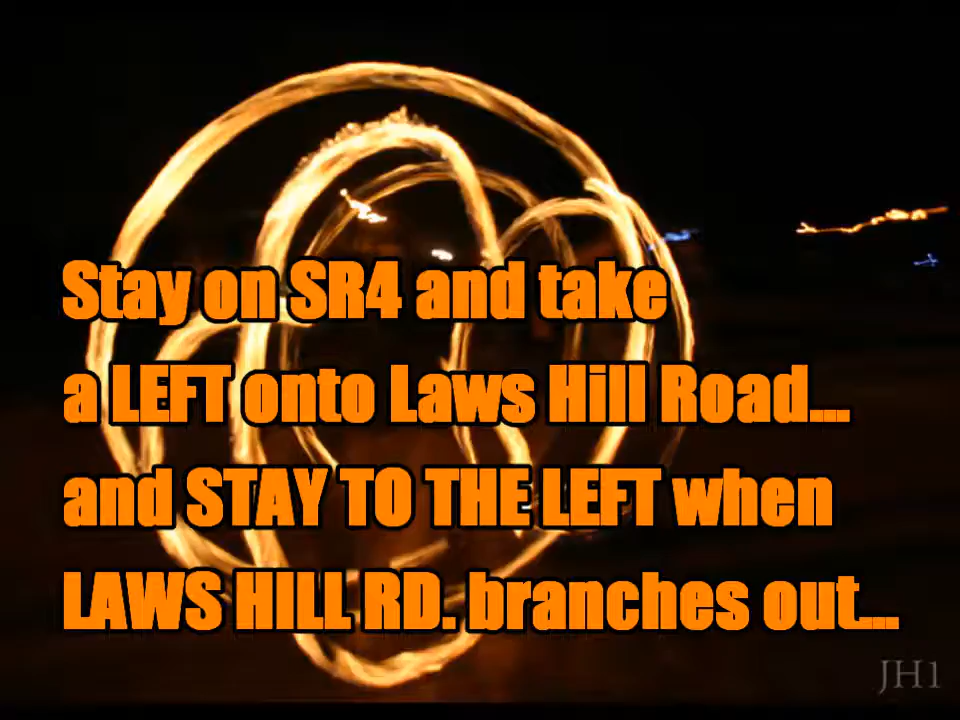 Stay on SR4 and take
a LEFT onto Laws Hill Road...
and STAY TO THE LEFT when
LAWS HILL RD. branches out...
JH1